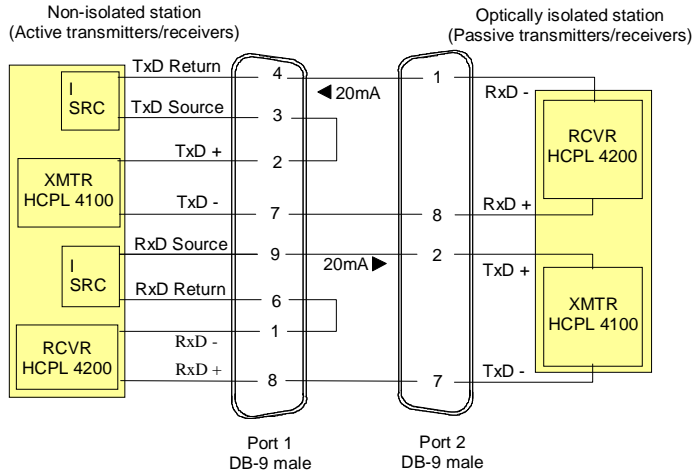 Non-isolated station
(Active transmitters/receivers)
Optically isolated station
(Passive transmitters/receivers)
I
SRC
TxD Return
4
1
RxD -
◄ 20mA
TxD Source
3
RCVR
HCPL 4200
TxD +
2
XMTR
HCPL 4100
TxD -
7
8
RxD +
RxD Source
9
2
20mA ►
TxD +
I
SRC
RxD Return
6
XMTR
HCPL 4100
1
RxD -
RCVR
HCPL 4200
RxD +
8
7
TxD -
Port 1
DB-9 male
Port 2
DB-9 male